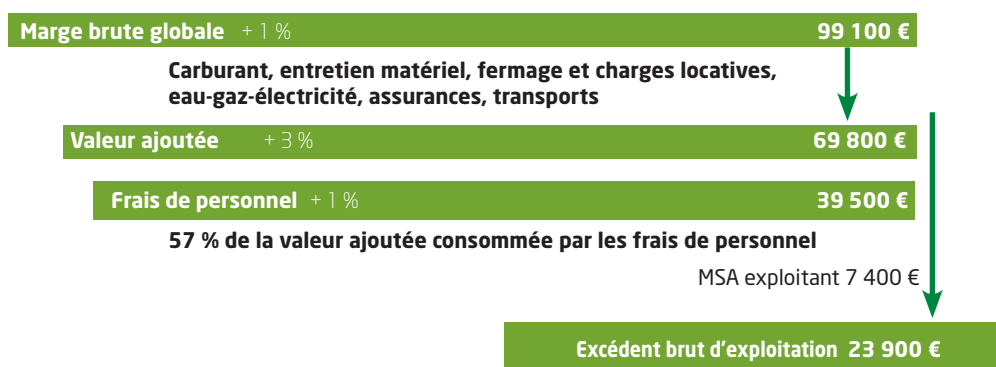 Marge brute globale + 1 % 99 100 €
Carburant, entretien matériel, fermage et charges locatives,
eau-gaz-électricité, assurances, transports
Valeur ajoutée + 3 % 69 800 €
Frais de personnel + 1 % 39 500 €
57 % de la valeur ajoutée consommée par les frais de personnel
MSA exploitant 7 400 €
Excédent brut d'exploitation 23 900 €